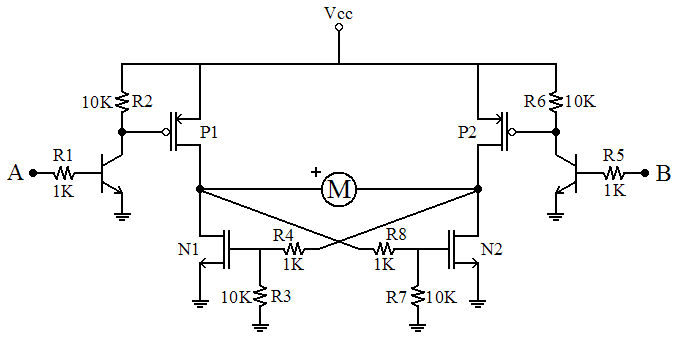 Vcc
10K R2
R6 10K
P1
P2
A
R1
1K
R5
1K
B
+
M
N1
R4
1K
R8
1K
N2
10K R3
R7 10K